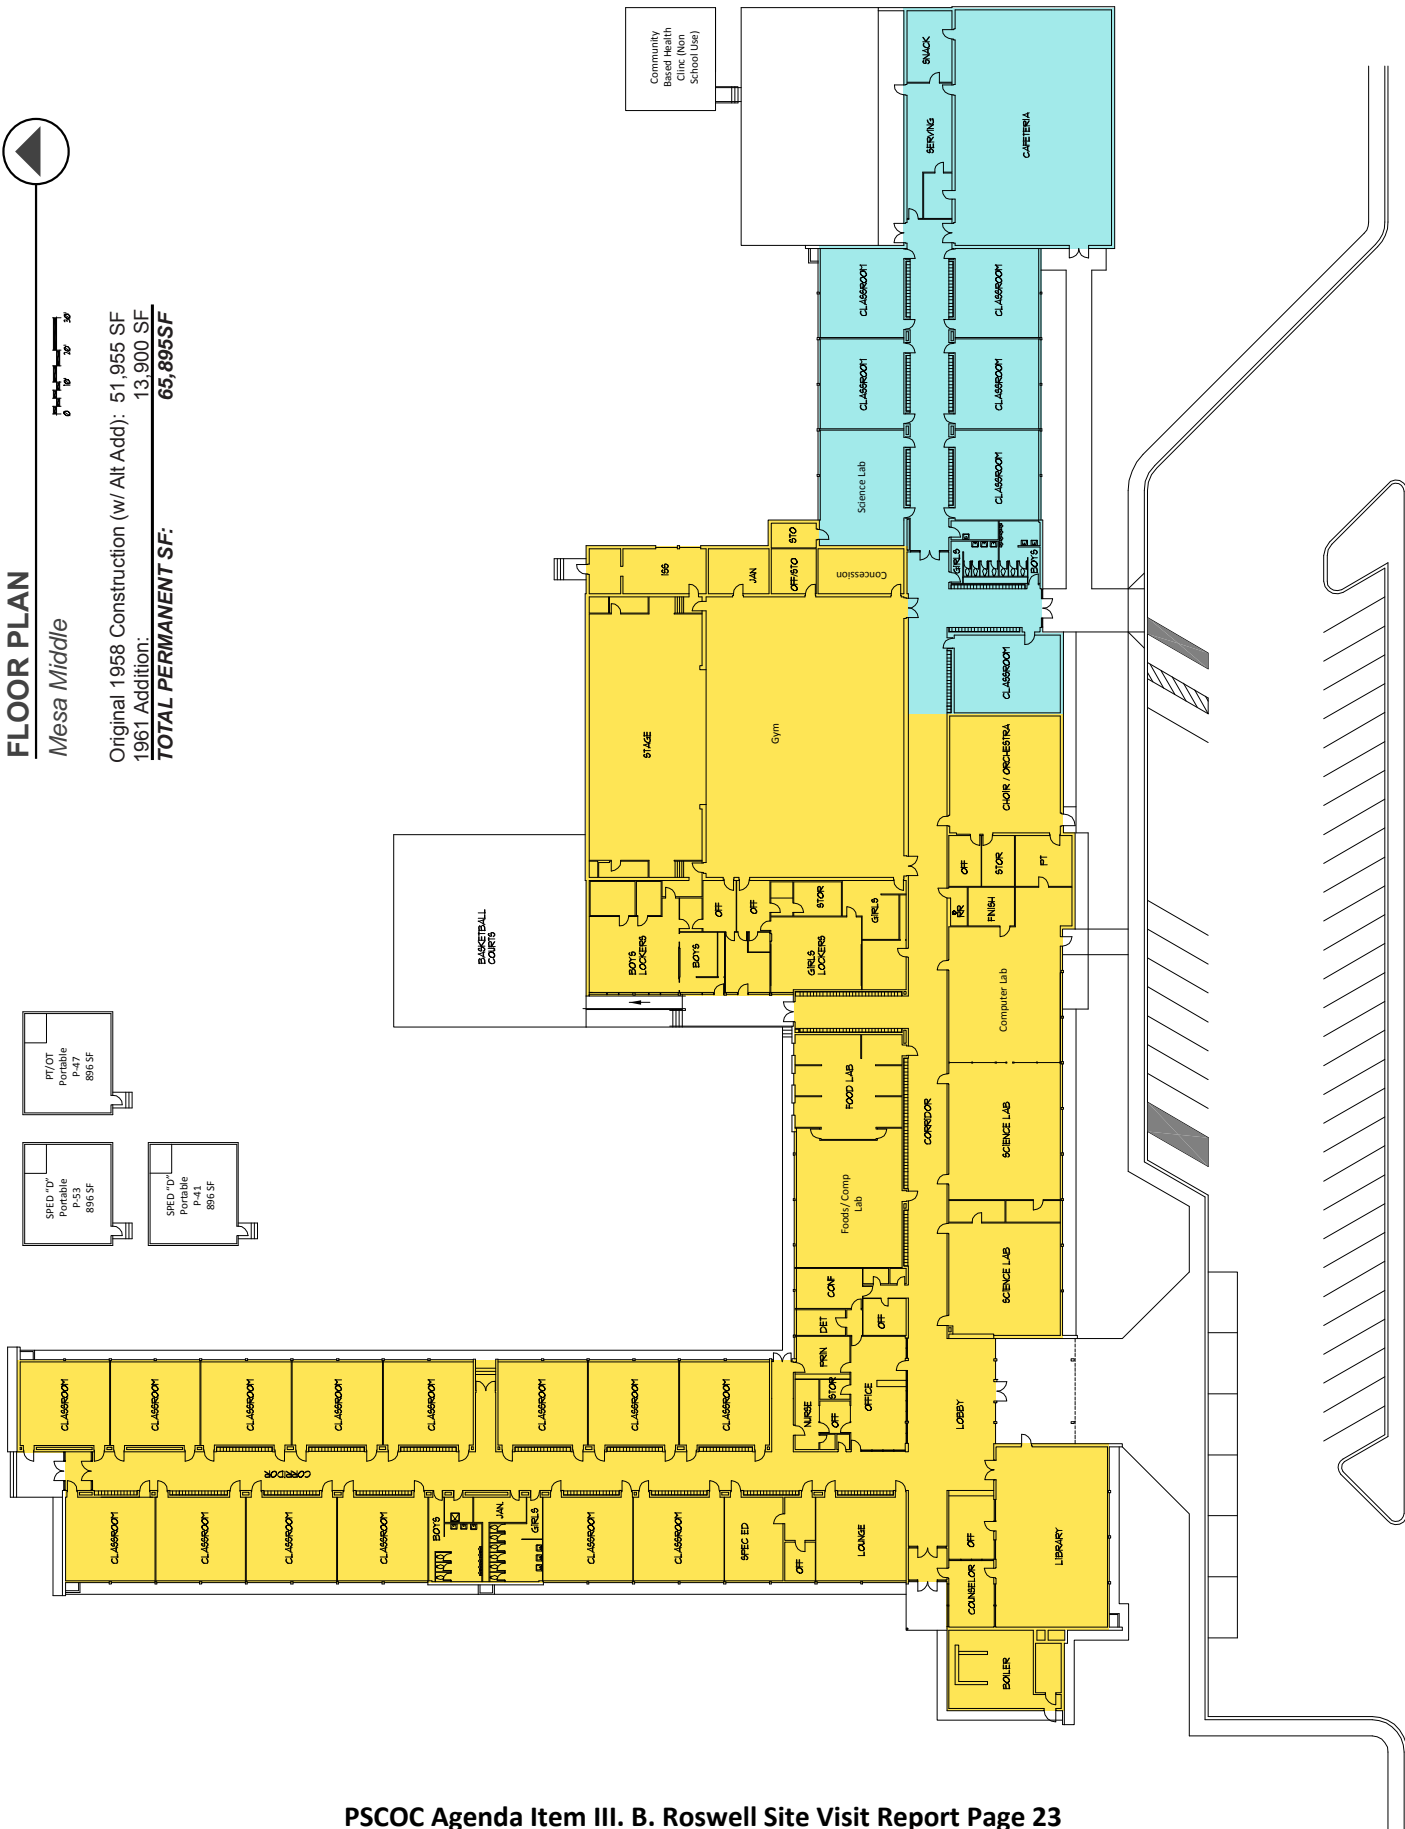 FLOOR PLAN
Mesa Middle
0 10' 20' 30'
Original 1958 Construction (w/ Alt Add): 51,955 SF
1961 Addition: 13,900 SF
TOTAL PERMANENT SF: 65,895SF
Community
Based Health
Clinc (Non
School Use)
SNACK
SERVING
CAFETERIA
CLASSROOM
CLASSROOM
CLASSROOM
CLASSROOM
Science Lab
CLASSROOM
GIRLS
BOYS
CLASSROOM
STO
OFF/STO
Concession
JAN
ISS
STAGE
Gym
CHOIR / ORCHESTRA
OFF
STOR
PT
RR
FINISH
BASKETBALL
COURTS
BOYS
LOCKERS
BOYS
OFF
OFF
STOR
GIRLS
GIRLS
LOCKERS
Computer Lab
PT/OT
Portable
P-47
896 SF
SPED "D"
Portable
P-53
896 SF
SPED "D"
Portable
P-41
896 SF
FOOD LAB
Foods/Comp
Lab
CORRIDOR
SCIENCE LAB
SCIENCE LAB
CONF
DET
OFF
PRIN
STOR
NURSE
OFF
OFFICE
LOBBY
CLASSROOM
CLASSROOM
CLASSROOM
CLASSROOM
CLASSROOM
CLASSROOM
CLASSROOM
CLASSROOM
CORRIDOR
CLASSROOM
CLASSROOM
CLASSROOM
CLASSROOM
BOYS
JAN.
GIRLS
CLASSROOM
CLASSROOM
SPEC ED
OFF
LOUNGE
OFF
COUNSELOR
LIBRARY
BOILER
PSCOC Agenda Item III. B. Roswell Site Visit Report Page 23